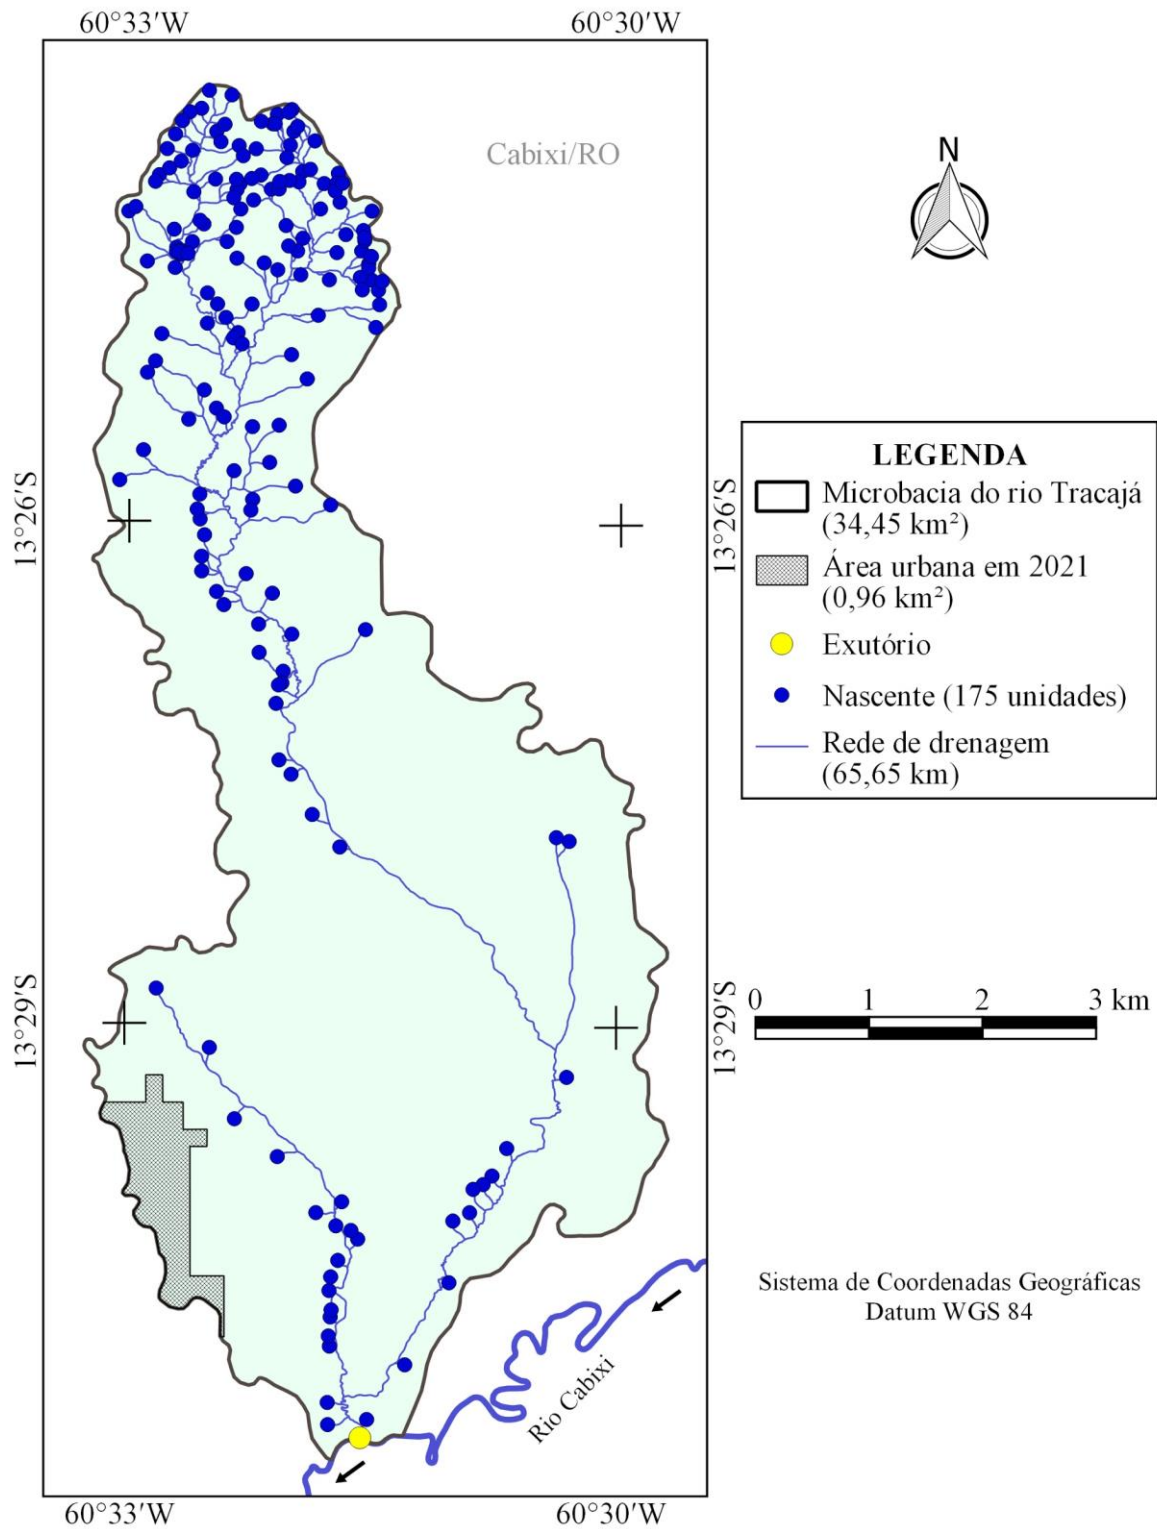 60°33'W
60°30'W
Cabixi/RO
N
13°26'S
13°26'S
LEGENDA
Microbacia do rio Tracajá
(34,45 km²)
Área urbana em 2021
(0,96 km²)
Exutório
Nascente (175 unidades)
Rede de drenagem
(65,65 km)
13°29'S
13°29'S
0 1 2 3 km
Sistema de Coordenadas Geográficas
Datum WGS 84
Rio Cabixi
60°33'W
60°30'W